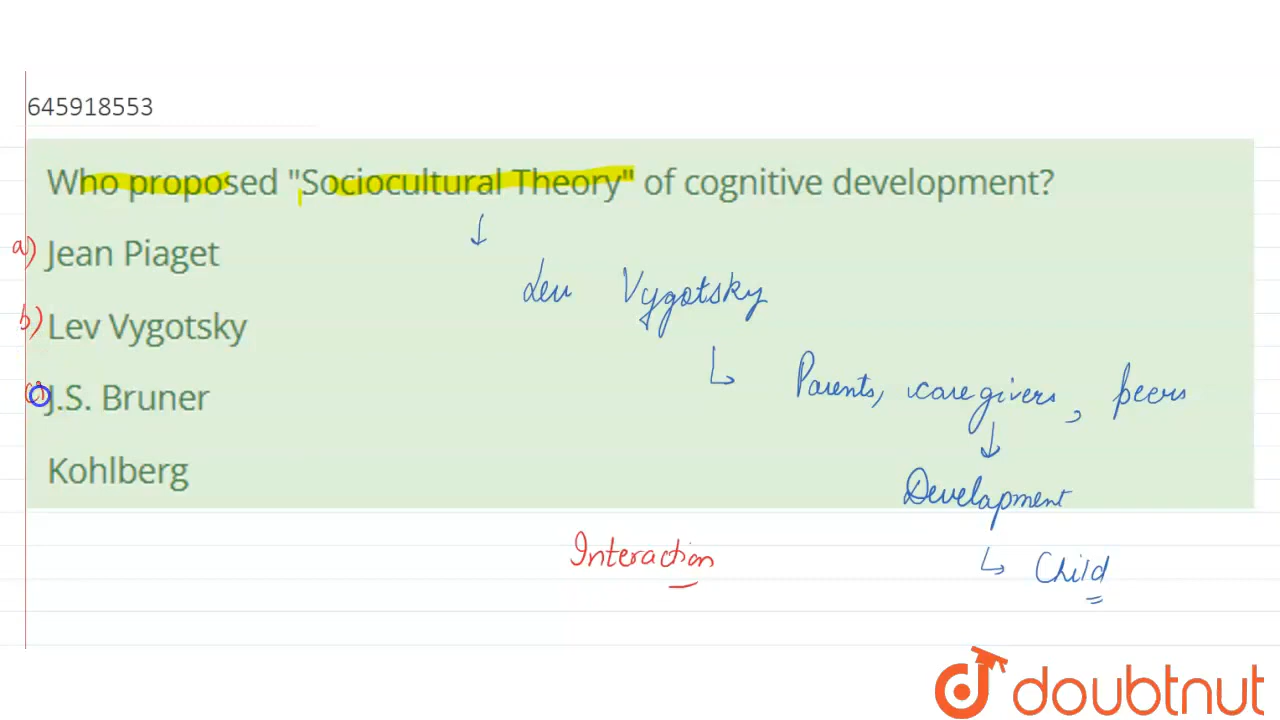 645918553
Who proposed "Sociocultural Theory" of cognitive development?
a) Jean Piaget
Lev Vygotsky
b) Lev Vygotsky
Parents, caregivers, peers
c) J.S. Bruner
Development
Kohlberg
Interaction
Child
doubtnut